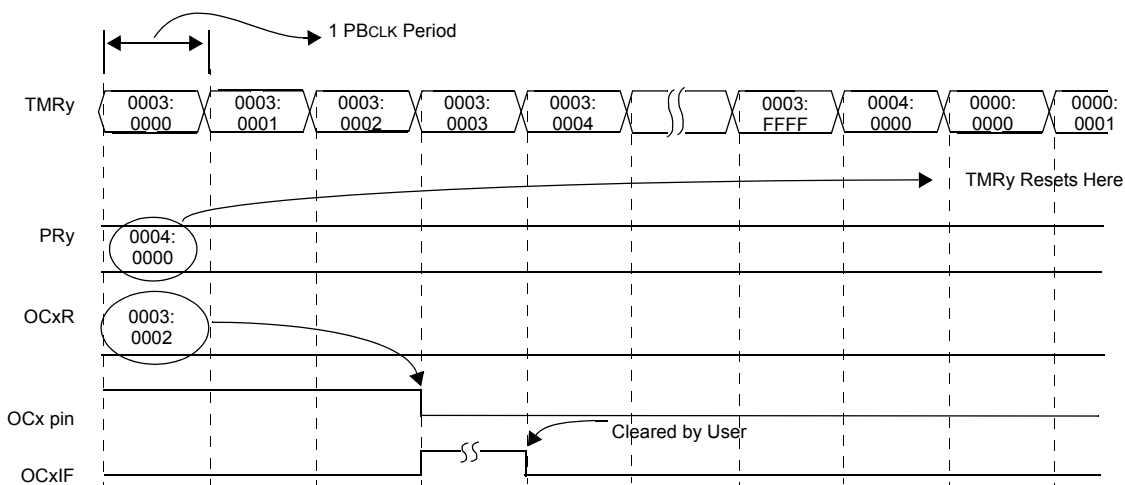 1 PBCLK Period
TMRy
0003:
0000
0003:
0001
0003:
0002
0003:
0003
0003:
0004
0003:
FFFF
0004:
0000
0000:
0000
0000:
0001
TMRy Resets Here
PRy
0004:
0000
OCxR
0003:
0002
OCx pin
Cleared by User
OCxIF